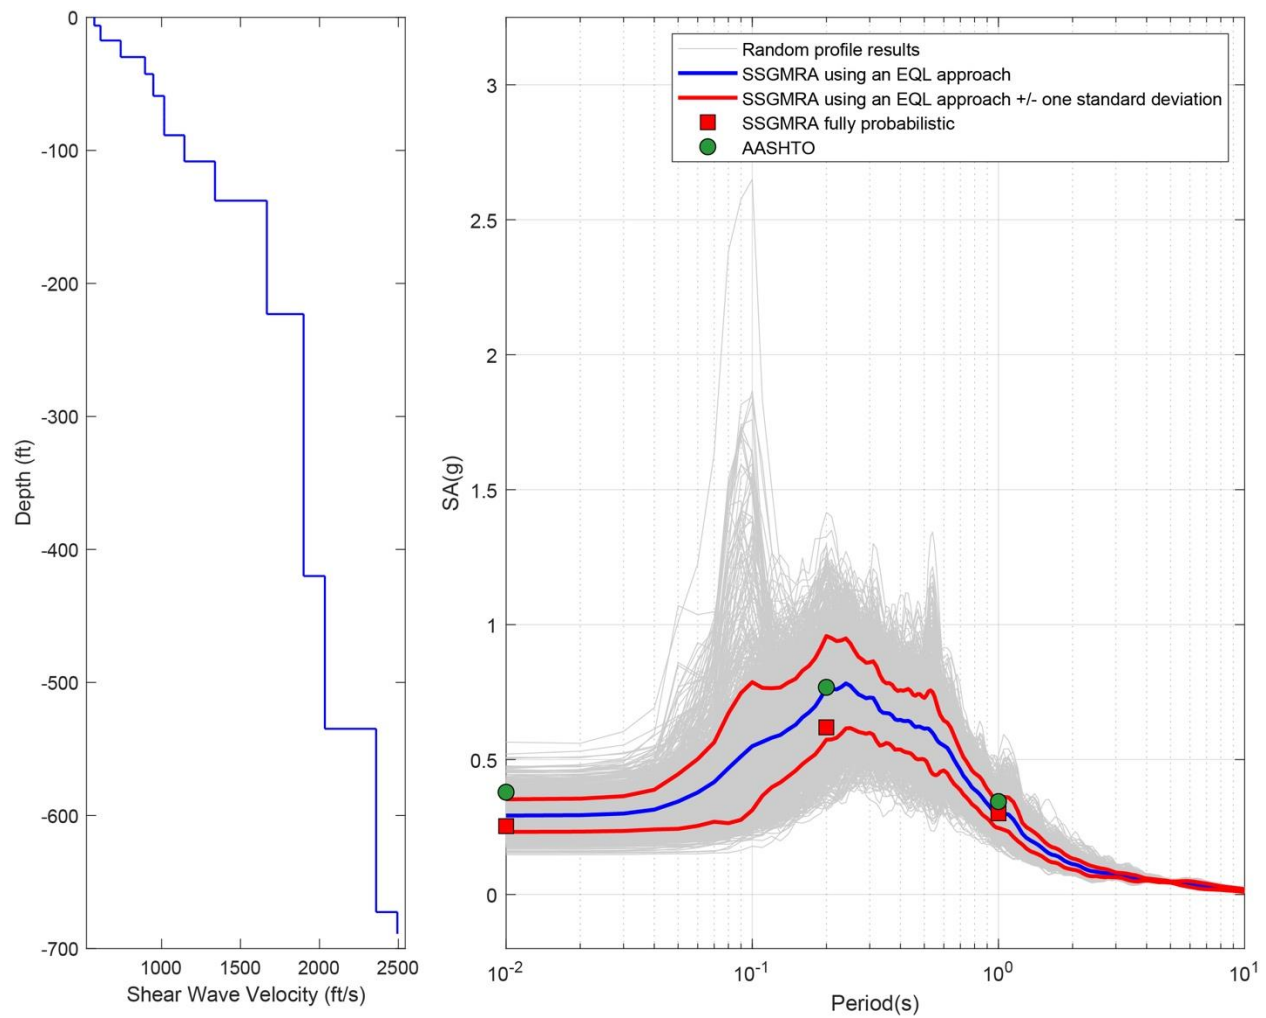 0
-100
-200
-300
-400
-500
-600
-700
Depth (ft)
1000 1500 2000 2500
Shear Wave Velocity (ft/s)
Random profile results
SSGMRA using an EQL approach
SSGMRA using an EQL approach +/- one standard deviation
SSGMRA fully probabilistic
AASHTO
3
2.5
2
1.5
1
0.5
0
SA(g)
10⁻² 10⁻¹ 10⁰ 10¹
Period(s)